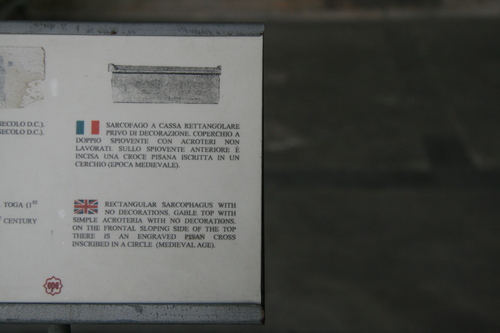 SECOLO D.C.).
SECOLO D.C.).
SARCOFAGO A CASSA RETTANGOLARE
PRIVO DI DECORAZIONE. COPERCHIO A
DOPPIO SPIOVENTE CON ACROTERI NON
LAVORATI. SULLO SPIOVENTE ANTERIORE È
INCISA UNA CROCE PISANA ISCRITTA IN UN
CERCHIO (EPOCA MEDIEVALE).
TOGA (1st
CENTURY
RECTANGULAR SARCOPHAGUS WITH
NO DECORATIONS. GABLE TOP WITH
SIMPLE ACROTERIA WITH NO DECORATIONS.
ON THE FRONTAL SLOPING SIDE OF THE TOP
THERE IS AN ENGRAVED PISAN CROSS
INSCRIBED IN A CIRCLE (MEDIEVAL AGE).
opa